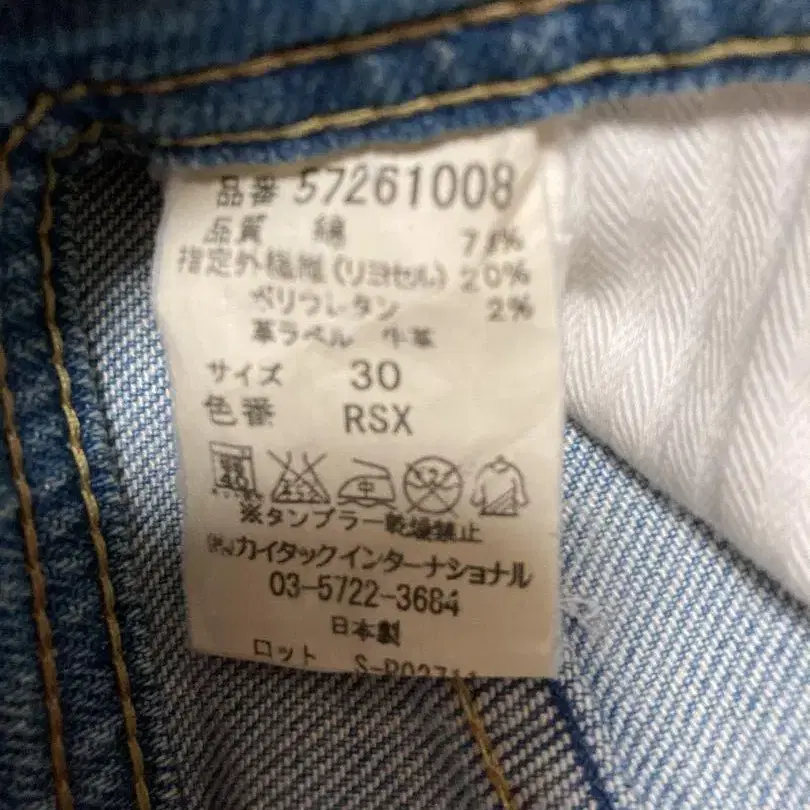 品番 57261008
品質 綿 78%
指定外繊維(リヨセル) 20%
ポリウレタン 2%
革ラベル 牛革
サイズ 30
色番 RSX
中
※タンブラー乾燥禁止
カイタックインターナショナル
03-5722-3684
日本製
ロット